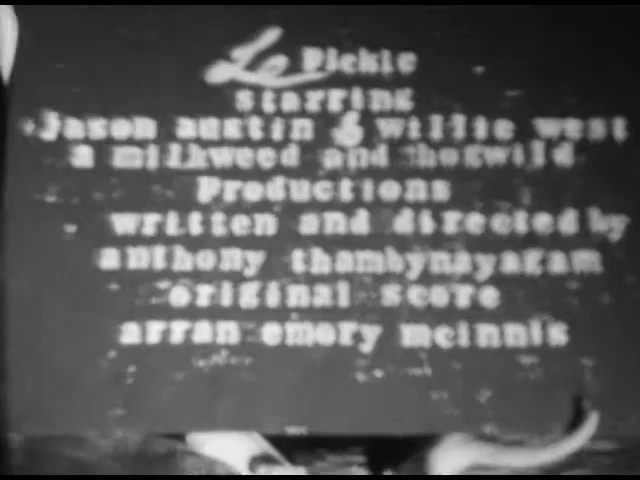 Le Pickle
starring
Jason austin & willie west
a milkweed and hogwild
Productions
written and directed by
anthony thambynayagam
original score
arran emory mcinnis